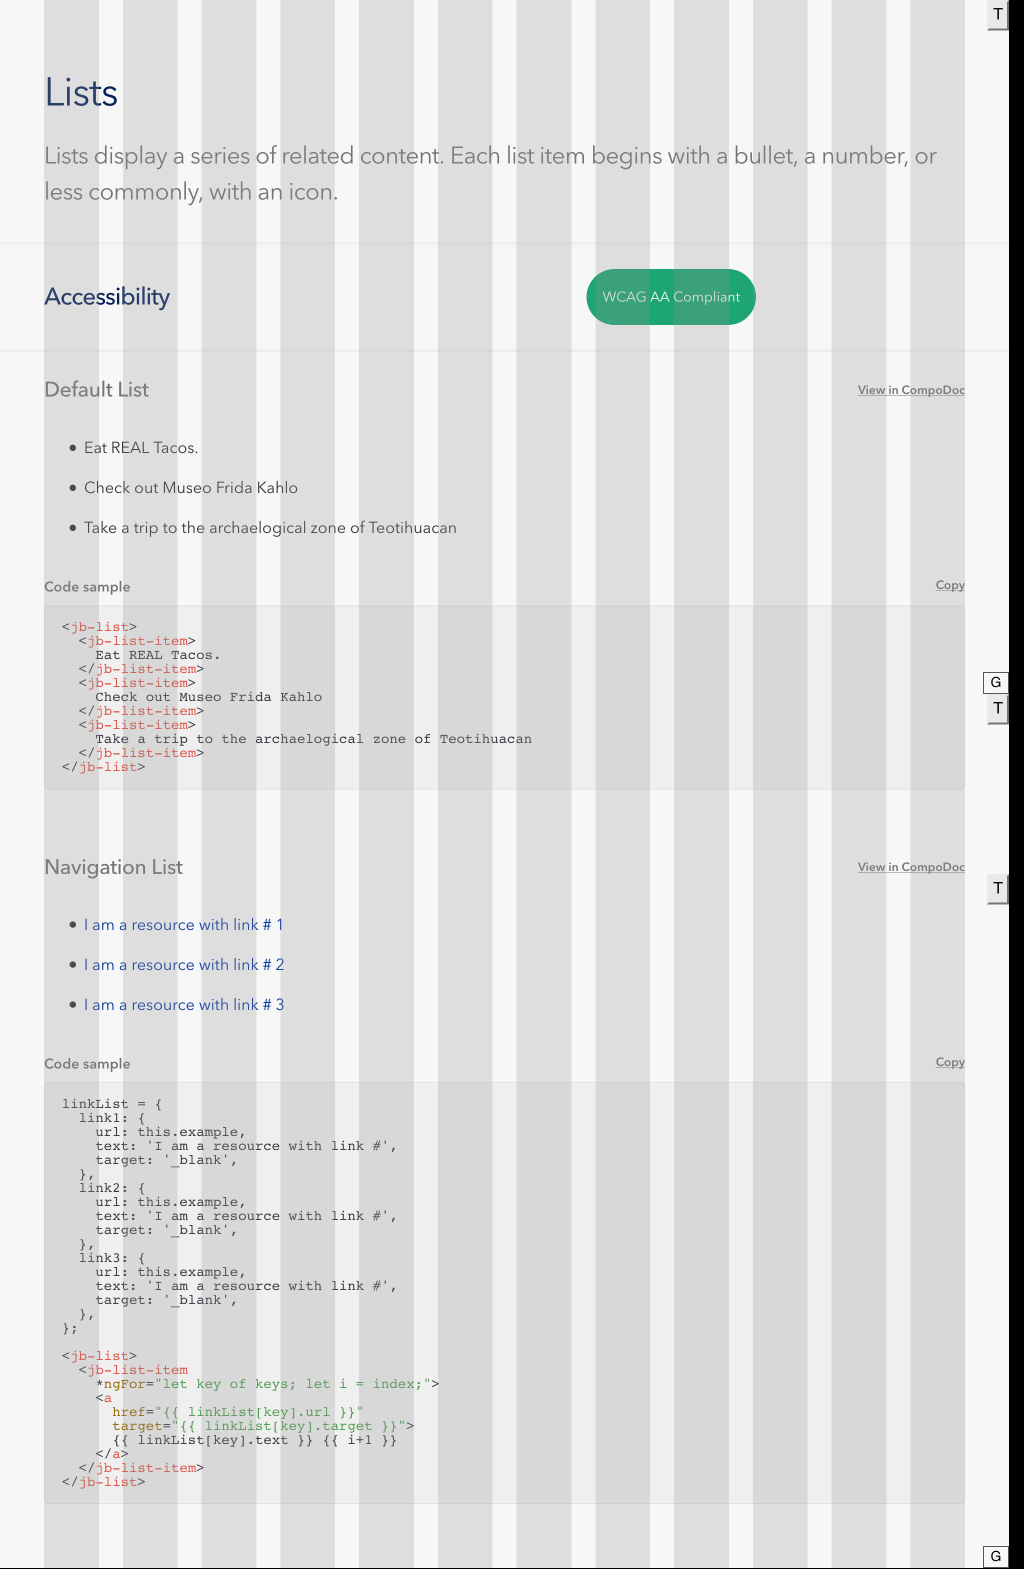 T
Lists
Lists display a series of related content. Each list item begins with a bullet, a number, or
less commonly, with an icon.
Accessibility
WCAG AA Compliant
Default List
View in CompoDoc
• Eat REAL Tacos.
• Check out Museo Frida Kahlo
• Take a trip to the archaelogical zone of Teotihuacan
Code sample
Copy
<jb-list>
  <jb-list-item>
    Eat REAL Tacos.
  </jb-list-item>
  <jb-list-item>
    Check out Museo Frida Kahlo
  </jb-list-item>
  <jb-list-item>
    Take a trip to the archaelogical zone of Teotihuacan
  </jb-list-item>
</jb-list>
G
T
Navigation List
View in CompoDoc
T
• I am a resource with link # 1
• I am a resource with link # 2
• I am a resource with link # 3
Code sample
Copy
linkList = {
  link1: {
    url: this.example,
    text: 'I am a resource with link #',
    target: '_blank',
  },
  link2: {
    url: this.example,
    text: 'I am a resource with link #',
    target: '_blank',
  },
  link3: {
    url: this.example,
    text: 'I am a resource with link #',
    target: '_blank',
  },
};
<jb-list>
  <jb-list-item
    *ngFor="let key of keys; let i = index;">
    <a
      href="{{ linkList[key].url }}"
      target="{{ linkList[key].target }}">
      {{ linkList[key].text }} {{ i+1 }}
    </a>
  </jb-list-item>
</jb-list>
G